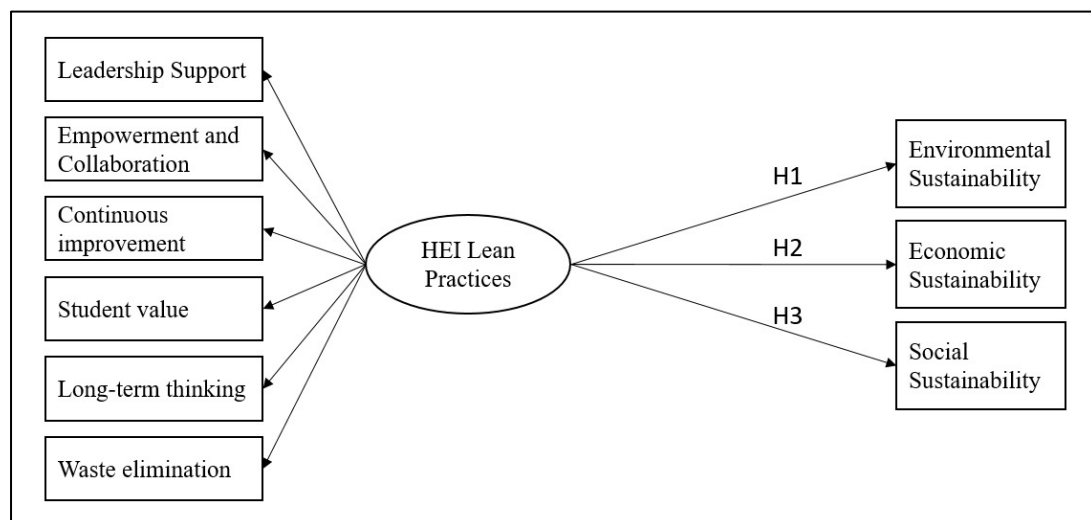 Leadership Support
Empowerment and
Collaboration
Continuous
improvement
Student value
Long-term thinking
Waste elimination
HEI Lean
Practices
H1
H2
H3
Environmental
Sustainability
Economic
Sustainability
Social
Sustainability